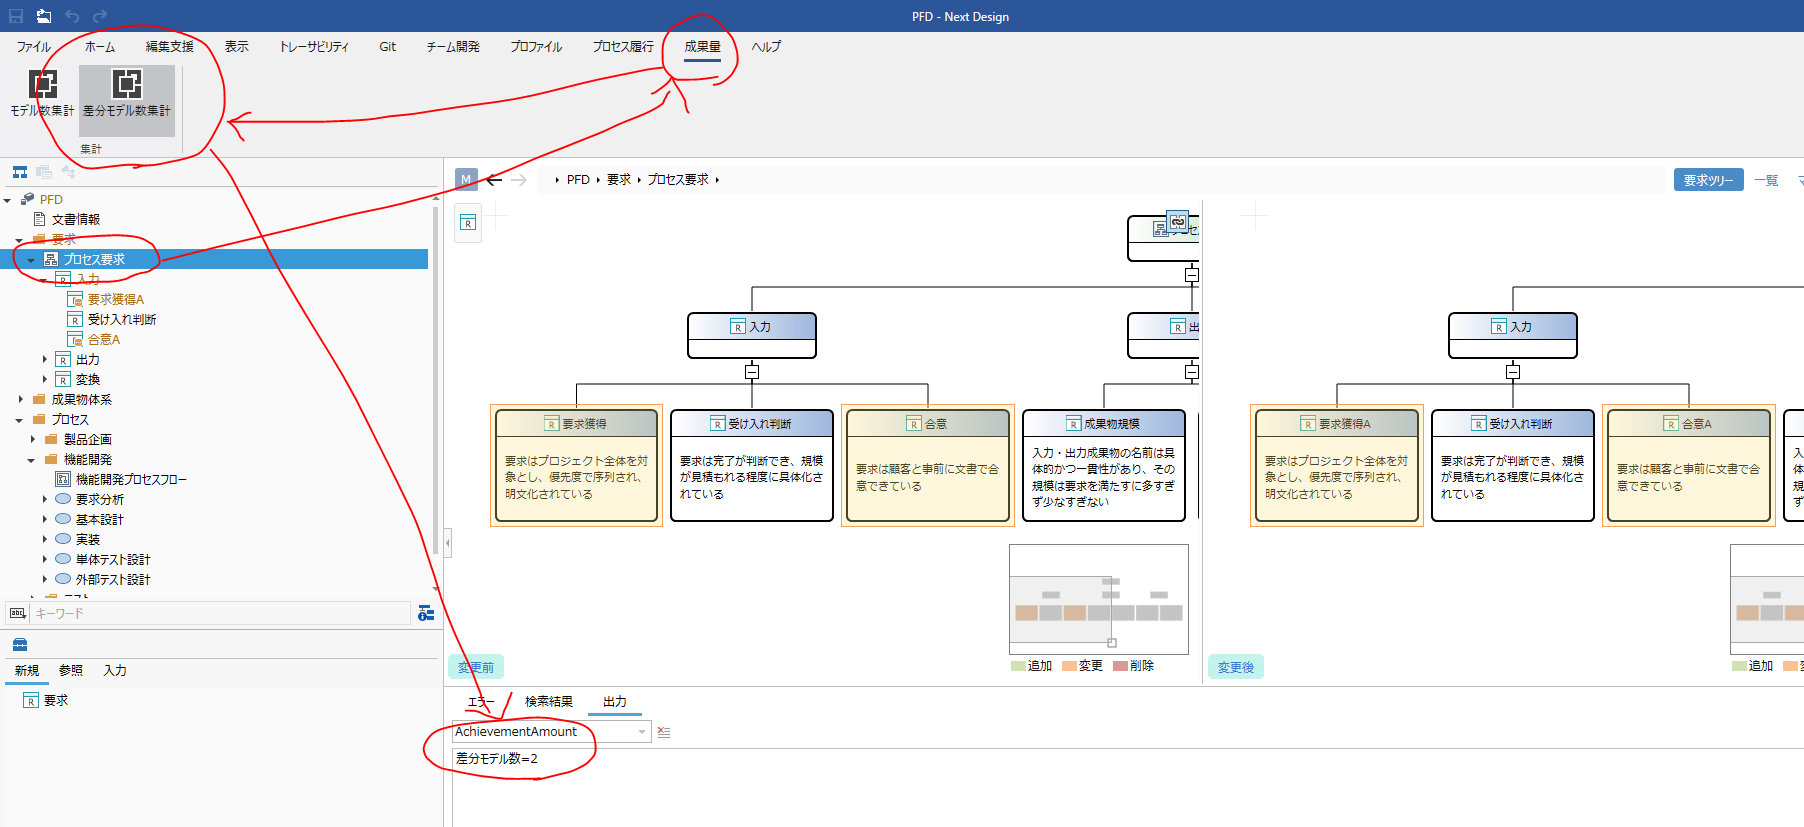 PFD - Next Design
ファイル ホーム 編集支援 表示 トレーサビリティ Git チーム開発 プロファイル プロセス履行 成果量 ヘルプ
モデル数集計 差分モデル数集計
集計
PFD
文書情報
要求
プロセス要求
入力
要求獲得A
受け入れ判断
合意A
出力
変換
成果物体系
プロセス
製品企画
機能開発
機能開発プロセスフロー
要求分析
基本設計
実装
単体テスト設計
外部テスト設計
abc キーワード
新規 参照 入力
要求
M PFD 要求 プロセス要求 要求ツリー 一覧
入力
要求獲得
要求はプロジェクト全体を対
象とし、優先度で序列され、
明文化されている
受け入れ判断
要求は完了が判断でき、規模
が見積もれる程度に具体化さ
れている
合意
要求は顧客と事前に文書で合
意できている
成果物規模
入力・出力成果物の名前は具
体的かつ一貫性があり、その
規模は要求を満たすに多すぎ
ず少なすぎない
変更前
追加 変更 削除
入力
要求獲得A
要求はプロジェクト全体を対
象とし、優先度で序列され、
明文化されている
受け入れ判断
要求は完了が判断でき、規模
が見積もれる程度に具体化さ
れている
合意A
要求は顧客と事前に文書で合
意できている
変更後
追加
エラー 検索結果 出力
AchievementAmount
差分モデル数=2